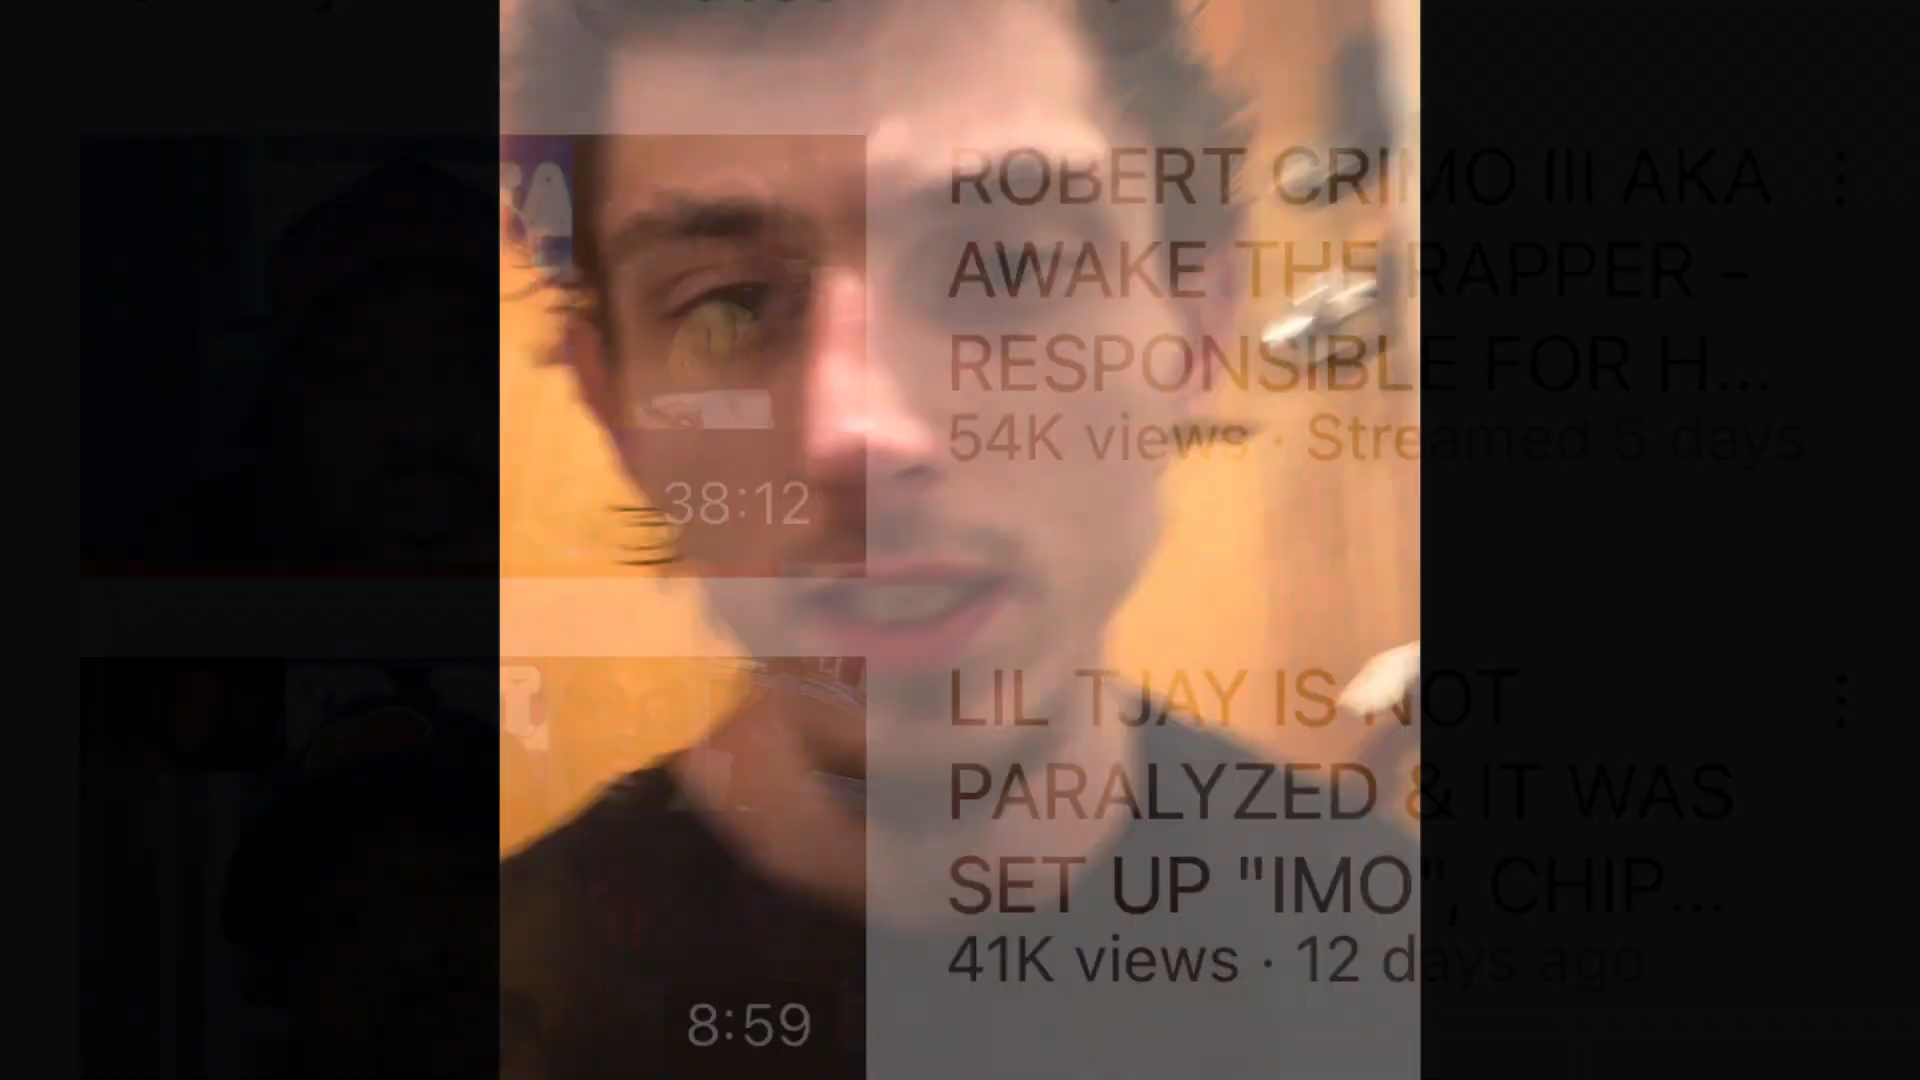 ROBERT CRIMO III AKA
AWAKE THE RAPPER -
RESPONSIBLE FOR H...
54K views · Streamed 5 days...
38:12
LIL TJAY IS NOT
PARALYZED & IT WAS
SET UP "IMO", CHIP...
41K views · 12 days ago
8:59